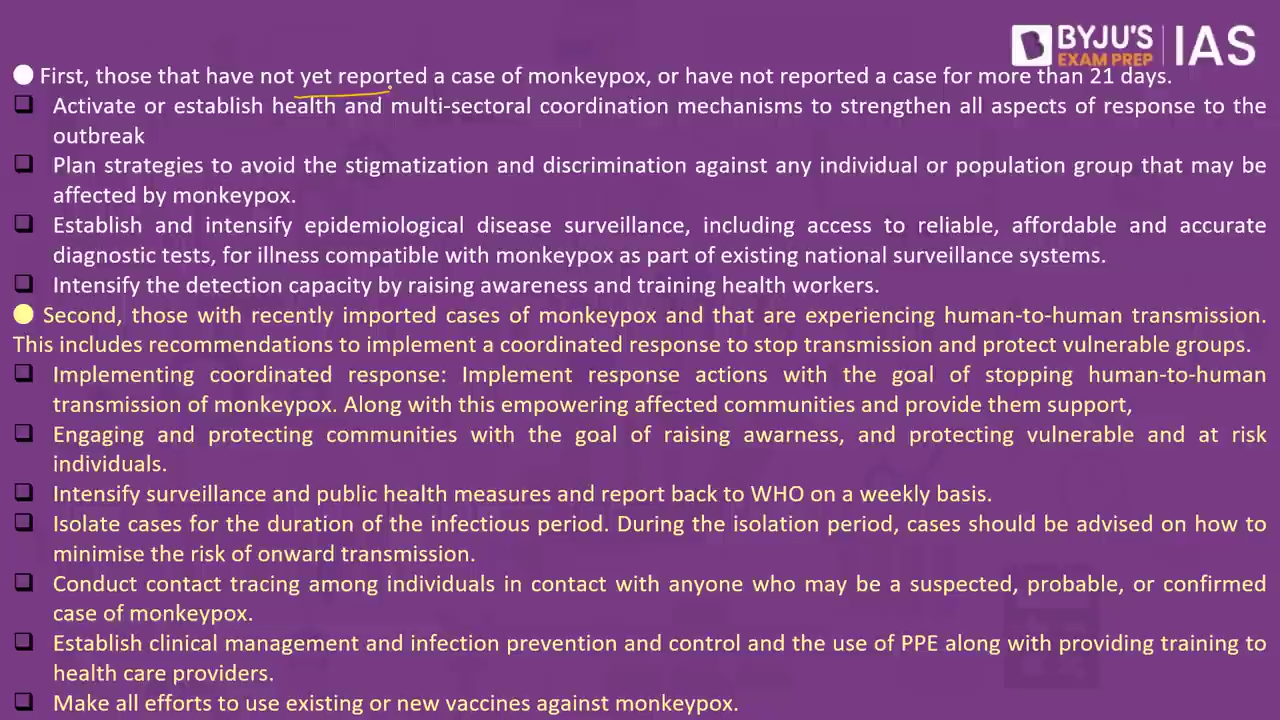 BYJU'S
EXAM PREP
IAS
First, those that have not yet reported a case of monkeypox, or have not reported a case for more than 21 days.
Activate or establish health and multi-sectoral coordination mechanisms to strengthen all aspects of response to the
outbreak
Plan strategies to avoid the stigmatization and discrimination against any individual or population group that may be
affected by monkeypox.
Establish and intensify epidemiological disease surveillance, including access to reliable, affordable and accurate
diagnostic tests, for illness compatible with monkeypox as part of existing national surveillance systems.
Intensify the detection capacity by raising awareness and training health workers.
Second, those with recently imported cases of monkeypox and that are experiencing human-to-human transmission.
This includes recommendations to implement a coordinated response to stop transmission and protect vulnerable groups.
Implementing coordinated response: Implement response actions with the goal of stopping human-to-human
transmission of monkeypox. Along with this empowering affected communities and provide them support,
Engaging and protecting communities with the goal of raising awarness, and protecting vulnerable and at risk
individuals.
Intensify surveillance and public health measures and report back to WHO on a weekly basis.
Isolate cases for the duration of the infectious period. During the isolation period, cases should be advised on how to
minimise the risk of onward transmission.
Conduct contact tracing among individuals in contact with anyone who may be a suspected, probable, or confirmed
case of monkeypox.
Establish clinical management and infection prevention and control and the use of PPE along with providing training to
health care providers.
Make all efforts to use existing or new vaccines against monkeypox.